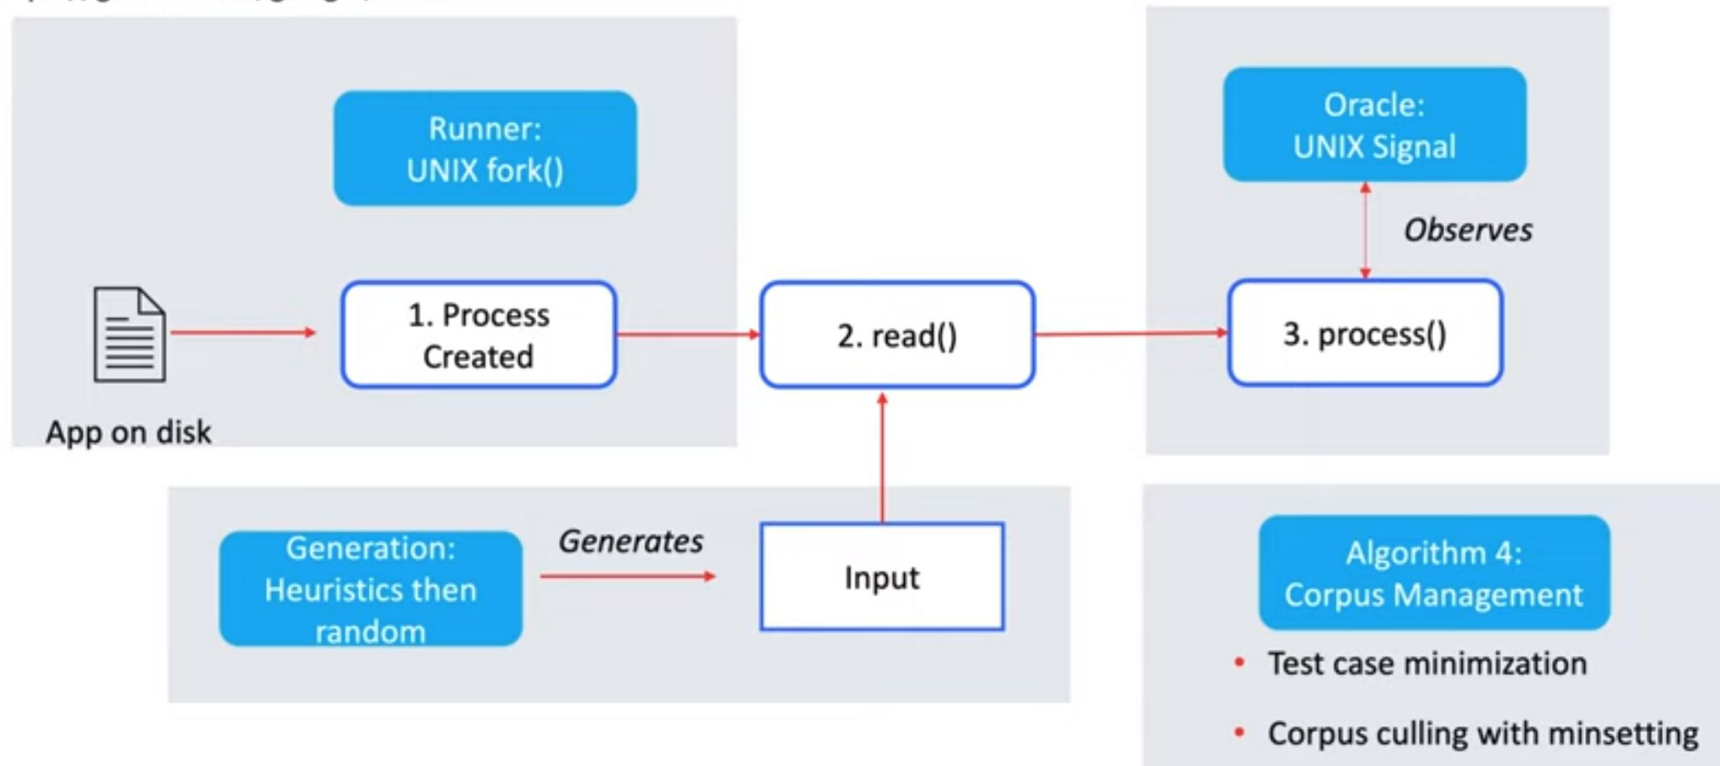 Runner:
UNIX fork()
Oracle:
UNIX Signal
Observes
1. Process
Created
2. read()
3. process()
App on disk
Generation:
Heuristics then
random
Generates
Input
Algorithm 4:
Corpus Management
• Test case minimization
• Corpus culling with minsetting